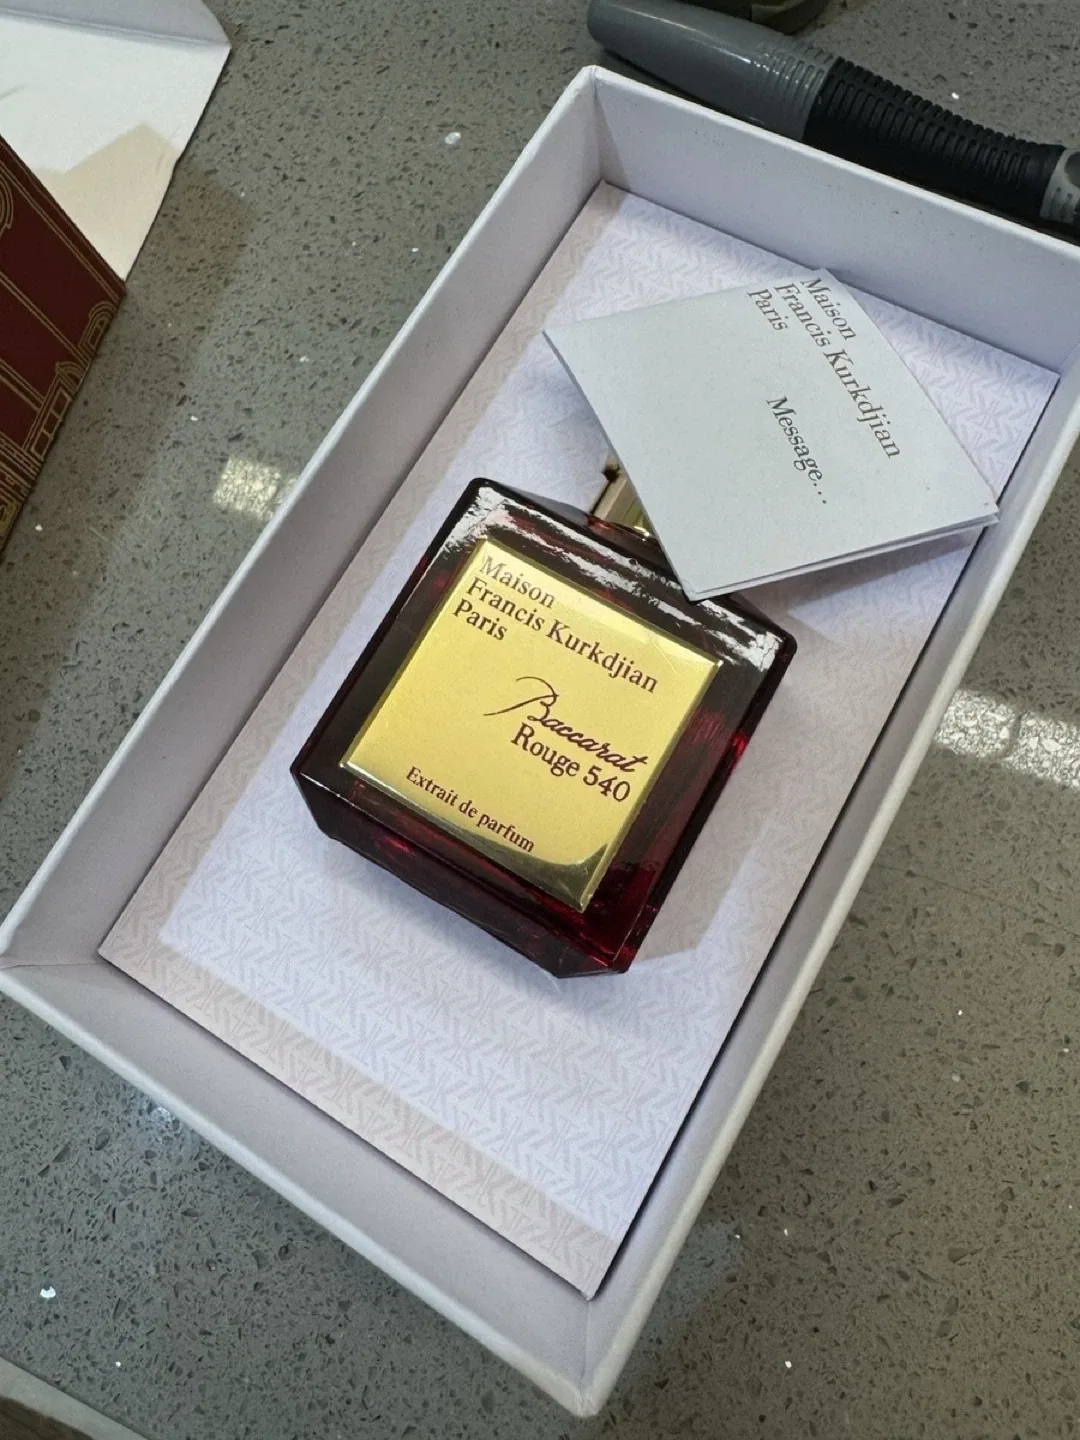 Maison
Francis Kurkdjian
Paris
Message...
Maison
Francis Kurkdjian
Paris
Baccarat
Rouge 540
Extrait de parfum